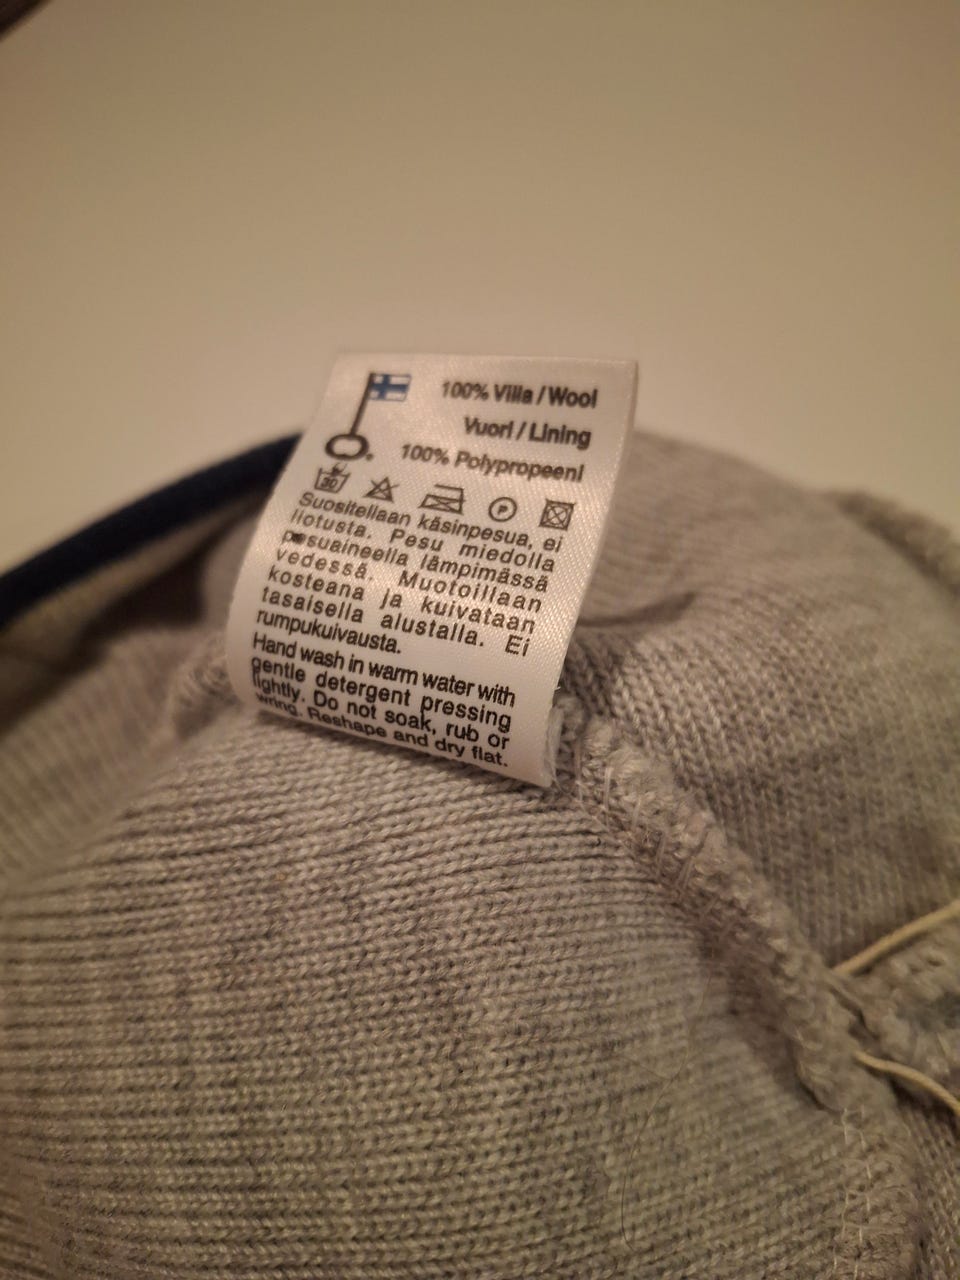 100% Villa / Wool
Vuori / Lining
100% Polypropeeni
30
P
Suositellaan käsinpesua, ei
liotusta. Pesu miedolla
pesuaineella lämpimässä
vedessä. Muotoillaan
kosteana ja kuivataan
tasaisella alustalla. Ei
rumpukuivausta.
Hand wash in warm water with
gentle detergent pressing
lightly. Do not soak, rub or
wring. Reshape and dry flat.